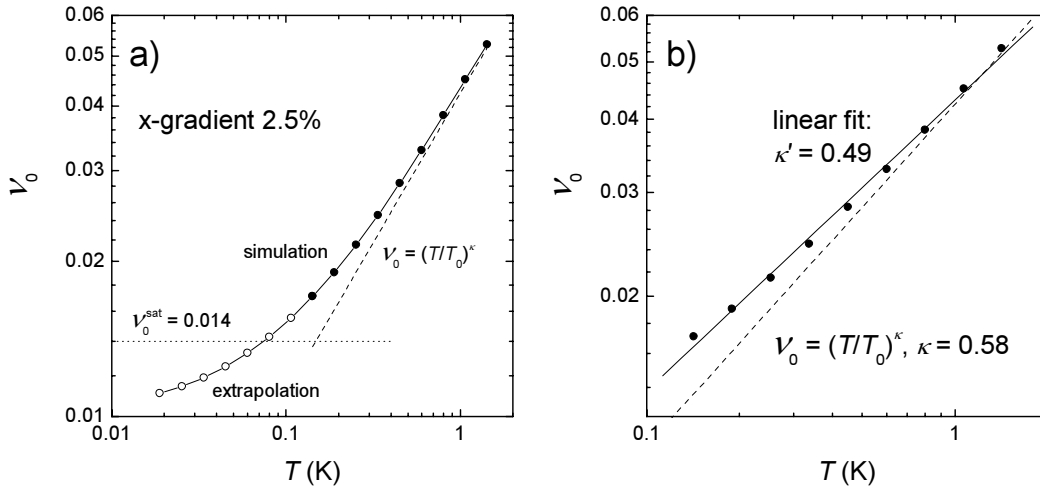 a)
x-gradient 2.5%
0.06
0.05
0.04
0.03
0.02
0.01
ν₀
simulation
ν₀ = (T/T₀)^κ
ν₀^sat = 0.014
extrapolation
0.01
0.1
1
T (K)
b)
0.06
0.05
0.04
0.03
0.02
ν₀
linear fit:
κ' = 0.49
ν₀ = (T/T₀)^κ, κ = 0.58
0.1
1
T (K)